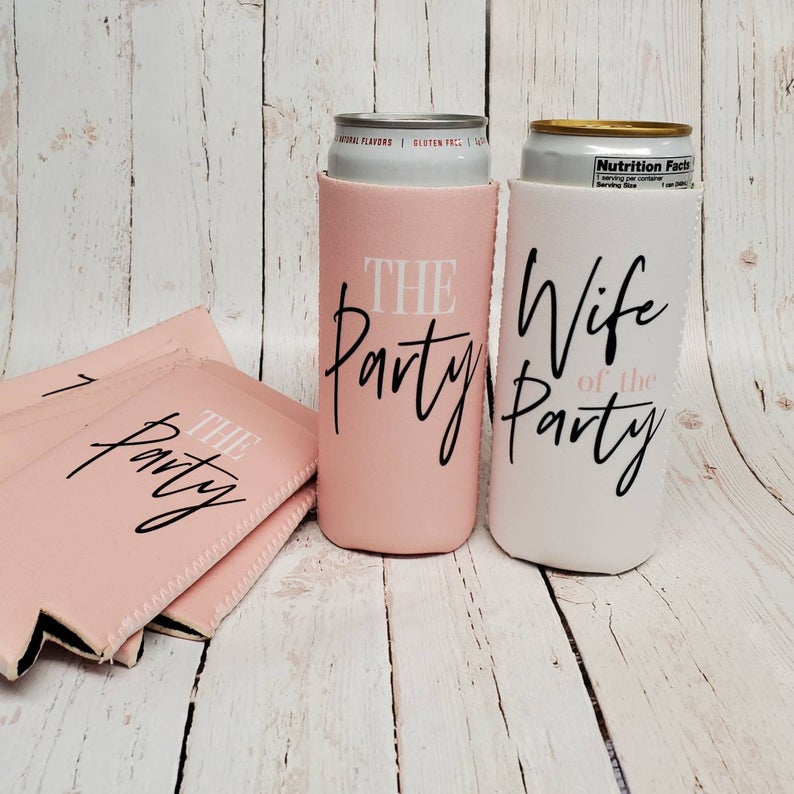 NATURAL FLAVORS | GLUTEN FREE |
Nutrition Facts
1 serving per container
Serving Size 1 can
THE
Party
Wife
of the
Party
THE
Party